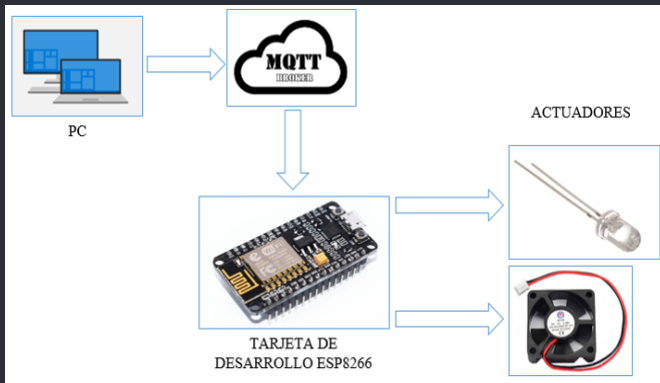 MQTT
BROKER
PC
ACTUADORES
TARJETA DE
DESARROLLO ESP8266